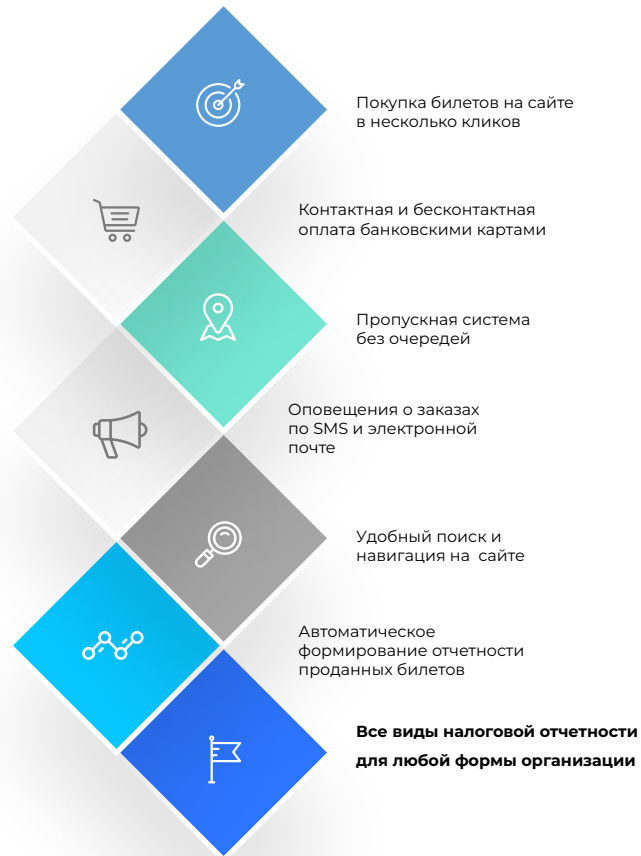 Покупка билетов на сайте
в несколько кликов
Контактная и бесконтактная
оплата банковскими картами
Пропускная система
без очередей
Оповещения о заказах
по SMS и электронной
почте
Удобный поиск и
навигация на  сайте
Автоматическое
формирование отчетности
проданных билетов
Все виды налоговой отчетности
для любой формы организации